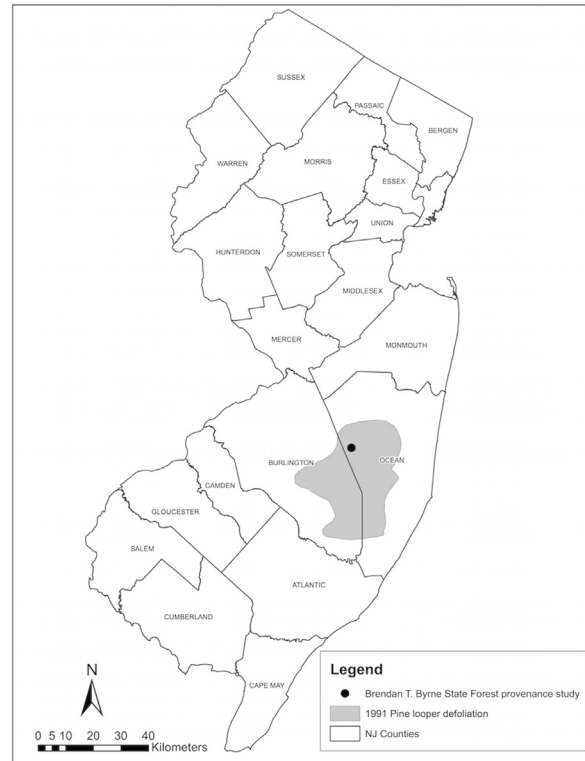 SUSSEX
PASSAIC
BERGEN
WARREN
MORRIS
ESSEX
UNION
HUNTERDON
SOMERSET
MIDDLESEX
MERCER
MONMOUTH
BURLINGTON
OCEAN
CAMDEN
GLOUCESTER
SALEM
ATLANTIC
CUMBERLAND
CAPE MAY
N
0 5 10 20 30 40
Kilometers
Legend
Brendan T. Byrne State Forest provenance study
1991 Pine looper defoliation
NJ Counties